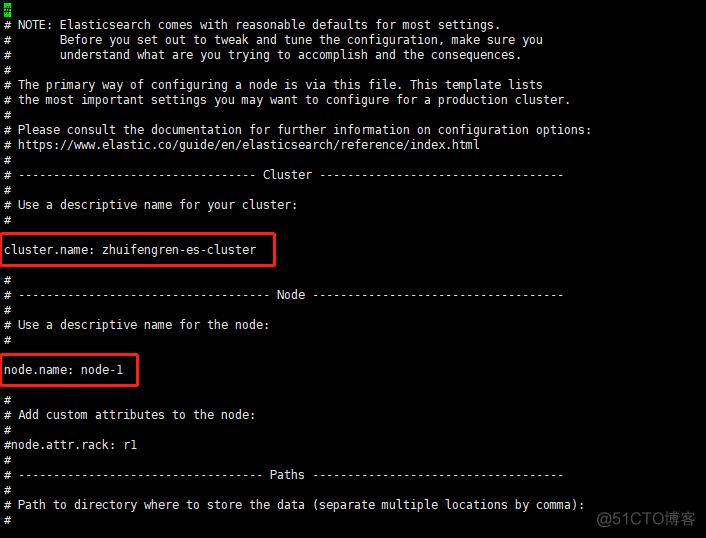 #
# NOTE: Elasticsearch comes with reasonable defaults for most settings.
#       Before you set out to tweak and tune the configuration, make sure you
#       understand what are you trying to accomplish and the consequences.
#
# The primary way of configuring a node is via this file. This template lists
# the most important settings you may want to configure for a production cluster.
#
# Please consult the documentation for further information on configuration options:
# https://www.elastic.co/guide/en/elasticsearch/reference/index.html
#
# ---------------------------------- Cluster -----------------------------------
#
# Use a descriptive name for your cluster:
#
cluster.name: zhuifengren-es-cluster
#
# ------------------------------------ Node ------------------------------------
#
# Use a descriptive name for the node:
#
node.name: node-1
#
# Add custom attributes to the node:
#
#node.attr.rack: r1
#
# ----------------------------------- Paths ------------------------------------
#
# Path to directory where to store the data (separate multiple locations by comma):
#
@51CTO博客